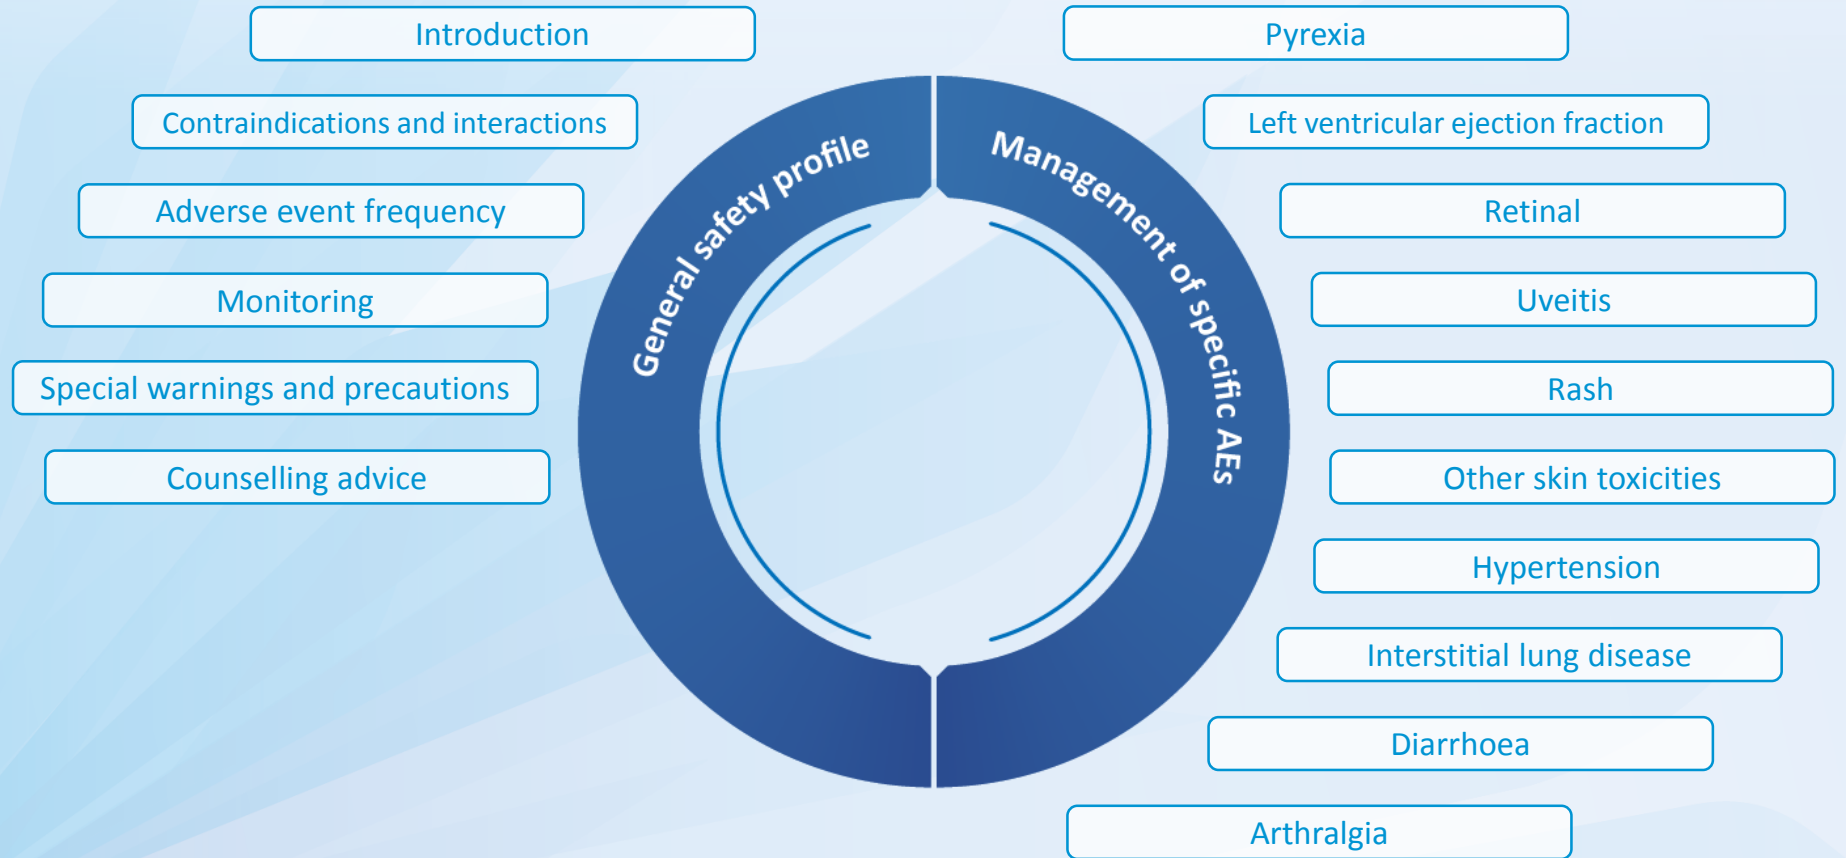 General safety profile
Introduction
Contraindications and interactions
Adverse event frequency
Monitoring
Special warnings and precautions
Counselling advice
Management of specific AEs
Pyrexia
Left ventricular ejection fraction
Retinal
Uveitis
Rash
Other skin toxicities
Hypertension
Interstitial lung disease
Diarrhoea
Arthralgia